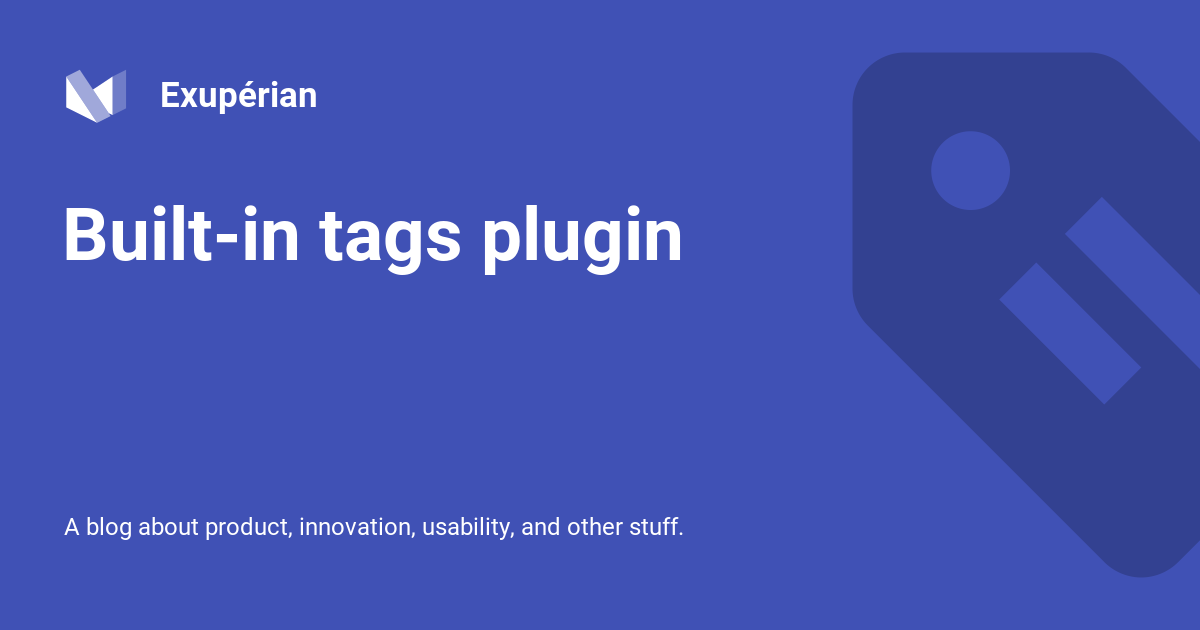 Exupérian
Built-in tags plugin
A blog about product, innovation, usability, and other stuff.